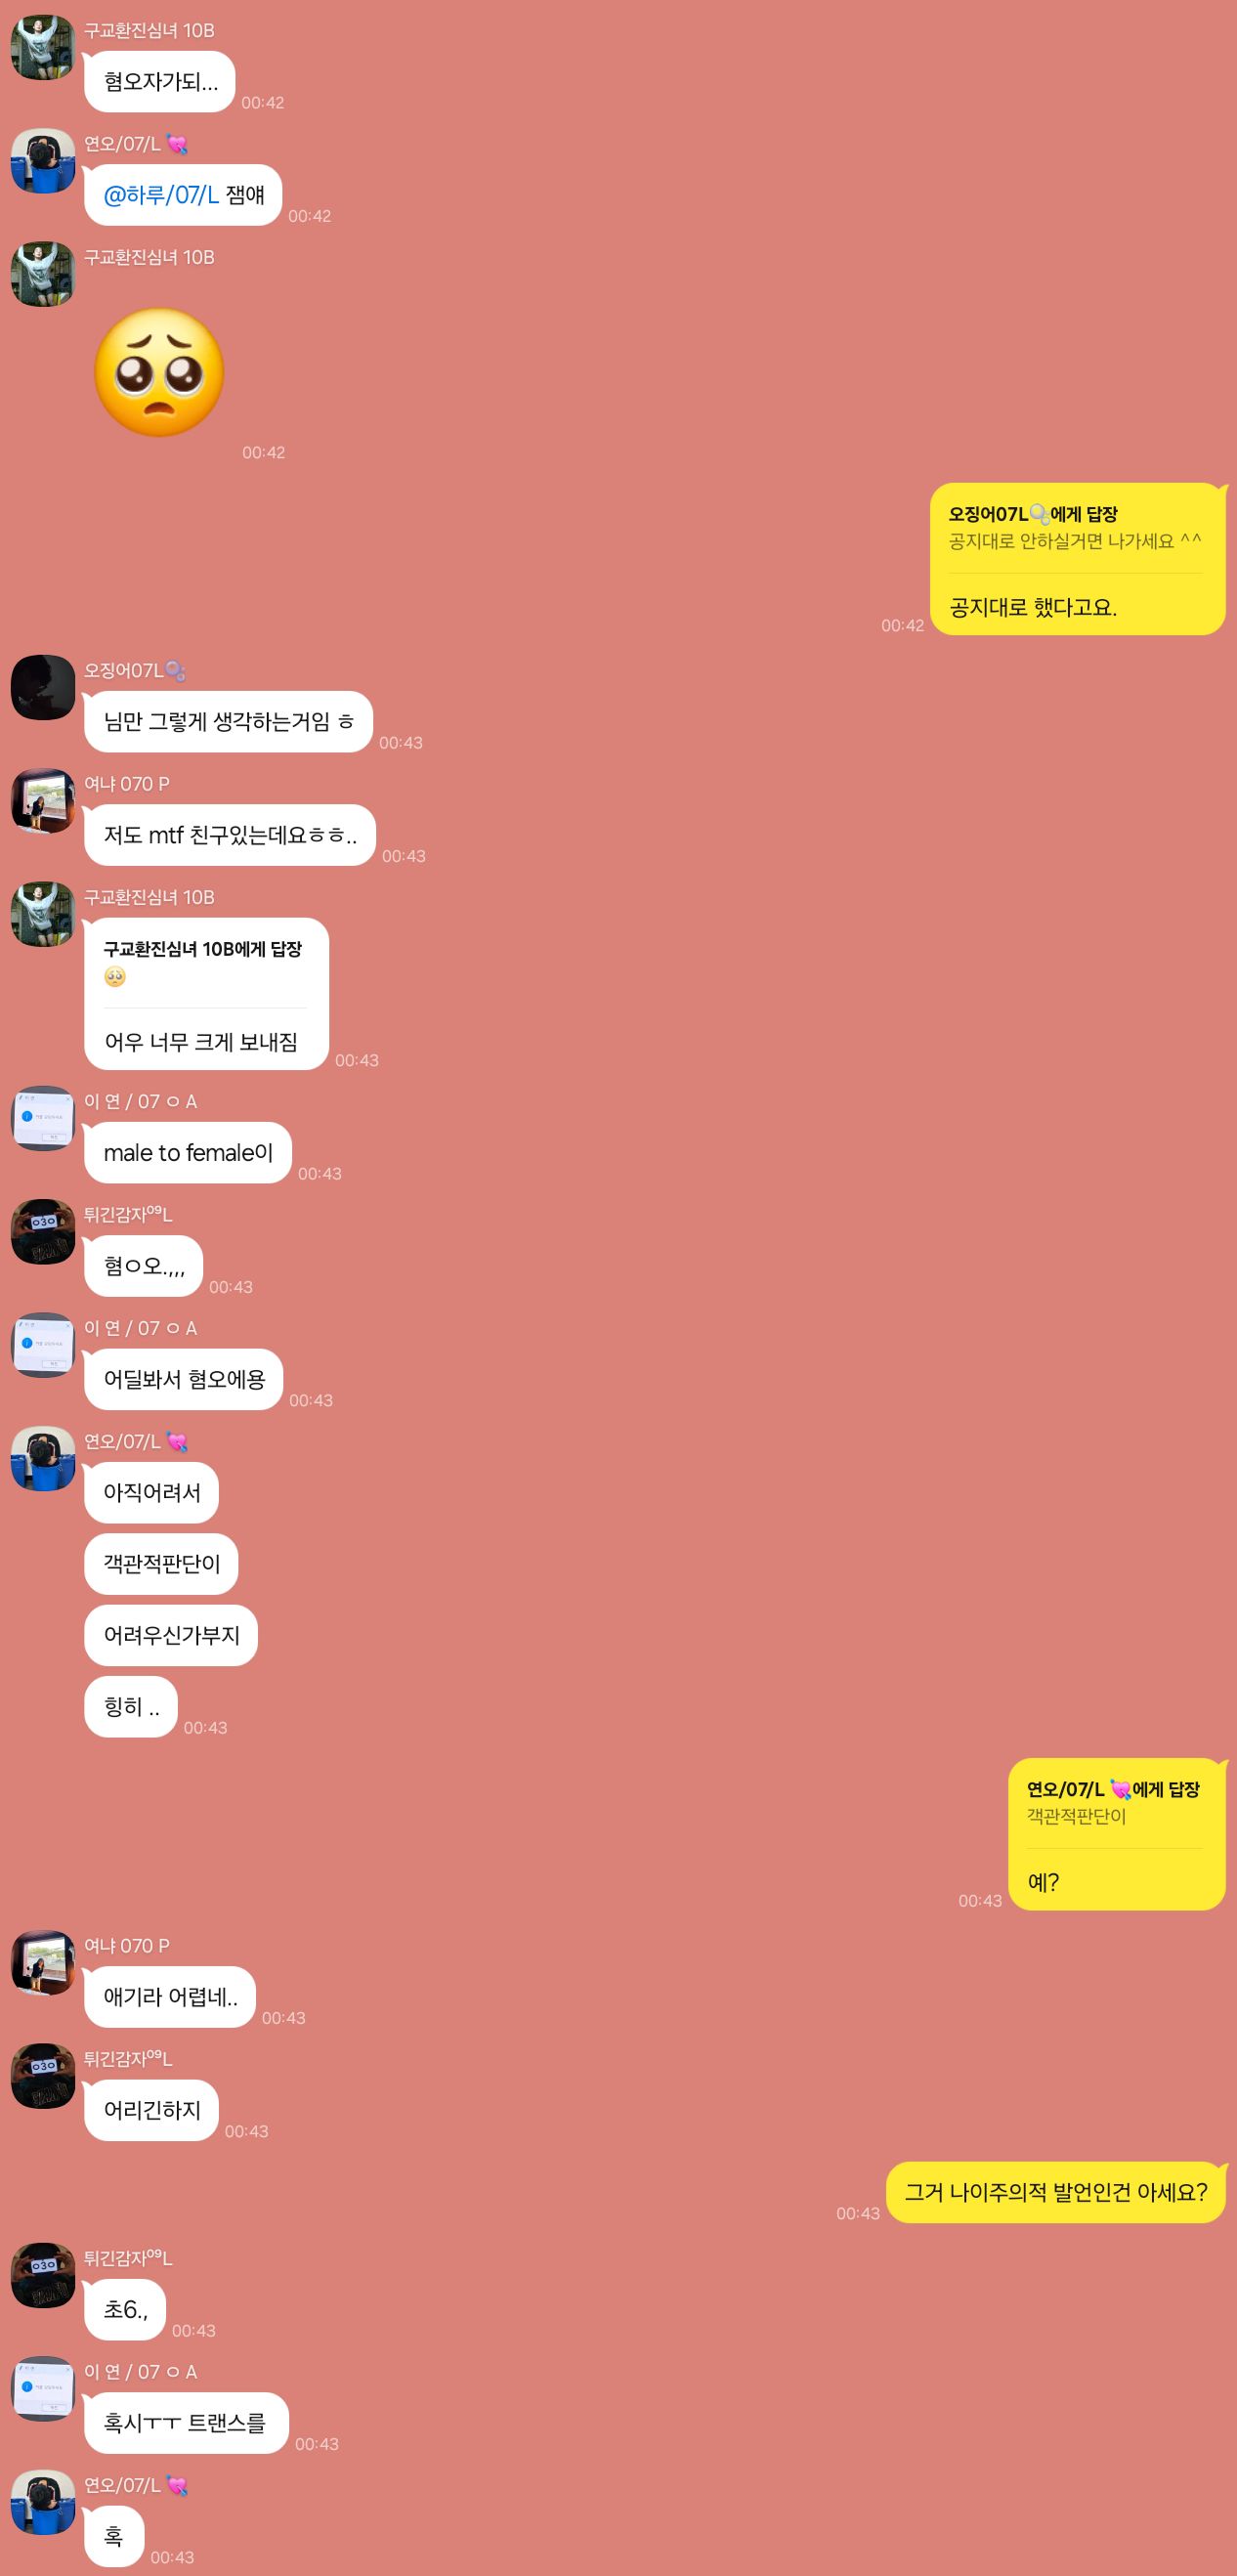 구교환진심녀 10B
혐오자가되...
00:42
연오/07/L 💘
@하루/07/L 잼얘
00:42
구교환진심녀 10B
🥺
00:42
오징어07L🫧에게 답장
공지대로 안하실거면 나가세요 ^^
공지대로 했다고요.
00:42
오징어07L🫧
님만 그렇게 생각하는거임 ㅎ
00:43
여냐 070 P
저도 mtf 친구있는데요ㅎㅎ..
00:43
구교환진심녀 10B
구교환진심녀 10B에게 답장
🥺
어우 너무 크게 보내짐
00:43
이 연 / 07 ㅇ A
male to female이
00:43
튀긴감자⁰⁹L
혐ㅇ오.,,,
00:43
이 연 / 07 ㅇ A
어딜봐서 혐오에용
00:43
연오/07/L 💘
아직어려서
객관적판단이
어려우신가부지
힝히 ..
00:43
연오/07/L 💘에게 답장
객관적판단이
예?
00:43
여냐 070 P
애기라 어렵네..
00:43
튀긴감자⁰⁹L
어리긴하지
00:43
그거 나이주의적 발언인건 아세요?
00:43
튀긴감자⁰⁹L
초6.,
00:43
이 연 / 07 ㅇ A
혹시ㅜㅜ 트랜스를
00:43
연오/07/L 💘
혹
00:43